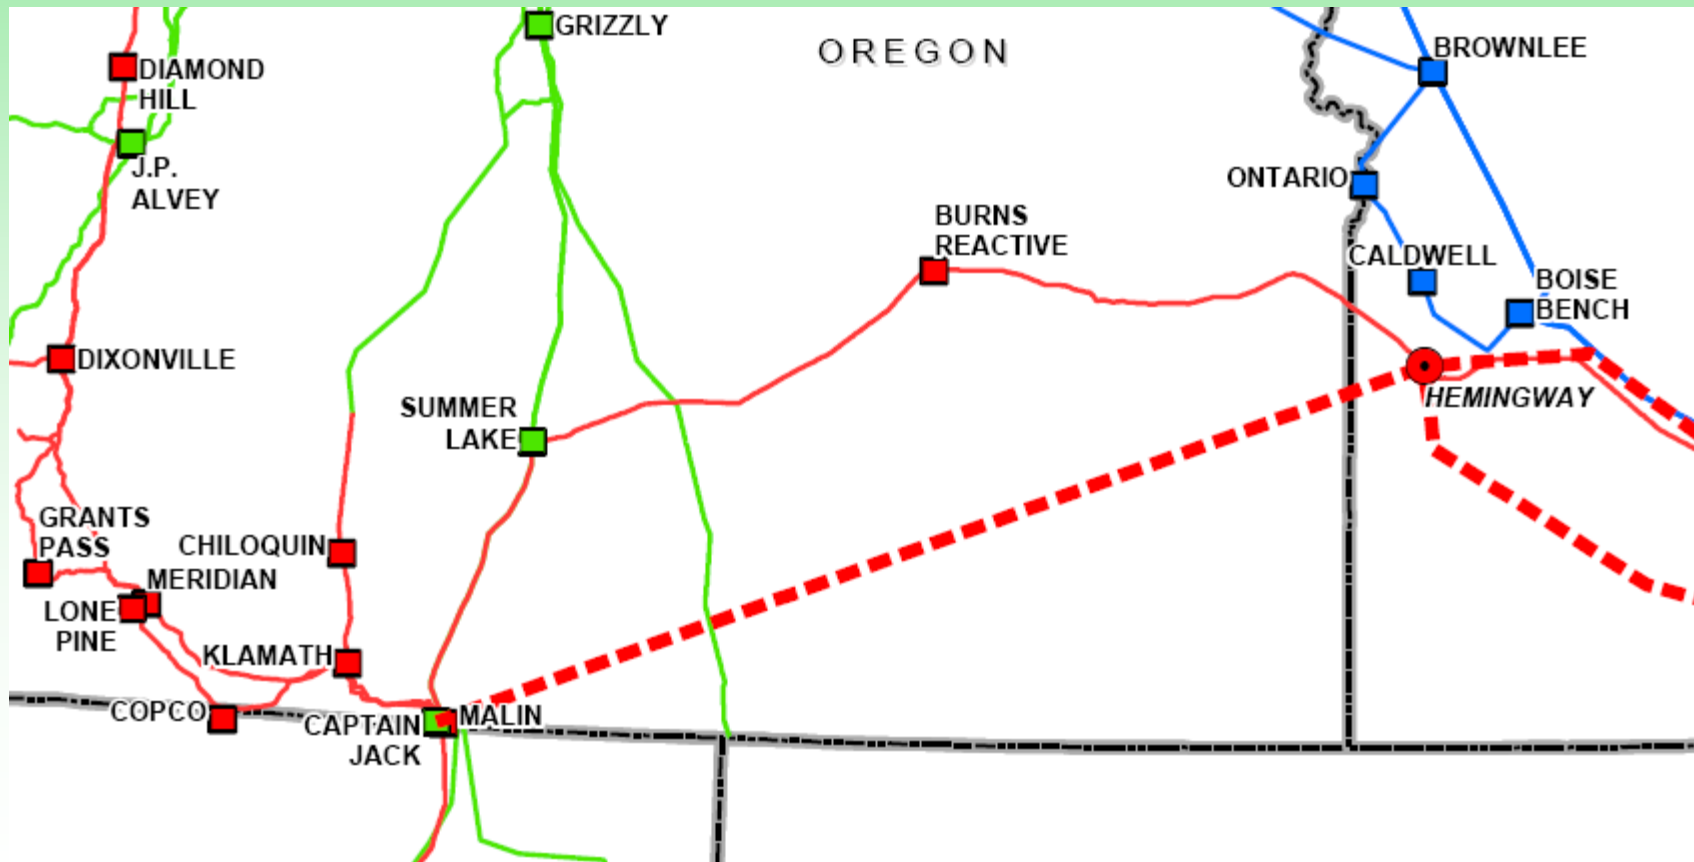 GRIZZLY
OREGON
BROWNLEE
DIAMOND
HILL
J.P.
ALVEY
ONTARIO
BURNS
REACTIVE
CALDWELL
BOISE
BENCH
DIXONVILLE
SUMMER
LAKE
HEMINGWAY
GRANTS
PASS
CHILOQUIN
MERIDIAN
LONE
PINE
KLAMATH
COPCO
CAPTAIN
JACK
MALIN